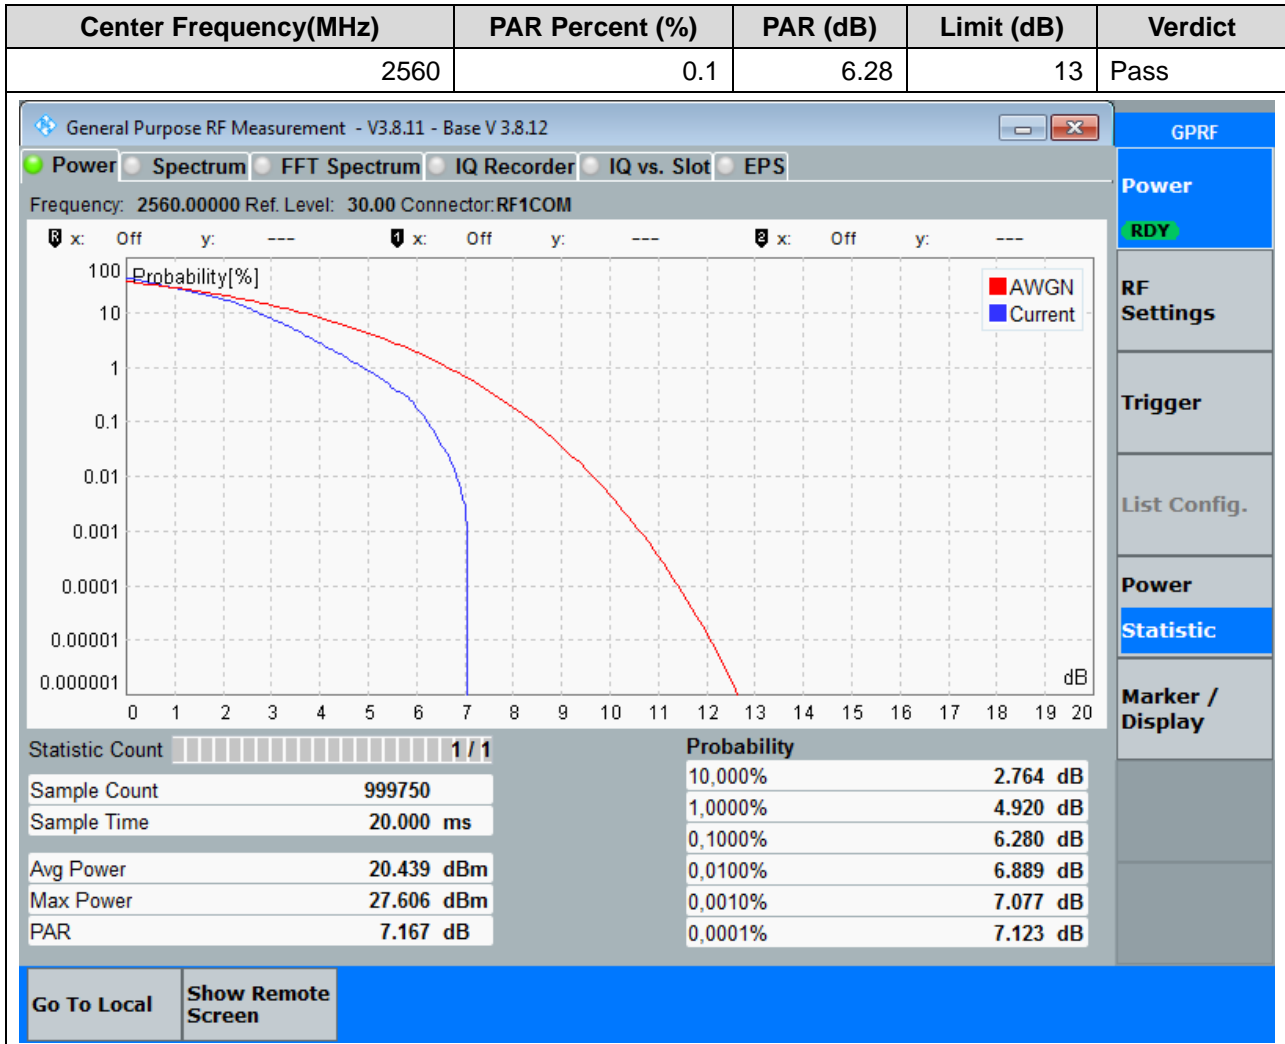 Center Frequency(MHz) PAR Percent (%) PAR (dB) Limit (dB) Verdict
2560 0.1 6.28 13 Pass
General Purpose RF Measurement - V3.8.11 - Base V 3.8.12
GPRF
Power Spectrum FFT Spectrum IQ Recorder IQ vs. Slot EPS
Power
RDY
Frequency: 2560.00000 Ref. Level: 30.00 Connector:RF1COM
R x: Off y: --- 1 x: Off y: --- 2 x: Off y: ---
Probability[%]
AWGN
Current
100
10
1
0.1
0.01
0.001
0.0001
0.00001
0.000001
dB
0 1 2 3 4 5 6 7 8 9 10 11 12 13 14 15 16 17 18 19 20
RF
Settings
Trigger
List Config.
Power
Statistic
Marker /
Display
Statistic Count 1 / 1
Sample Count 999750
Sample Time 20.000 ms
Avg Power 20.439 dBm
Max Power 27.606 dBm
PAR 7.167 dB
Probability
10,000% 2.764 dB
1,0000% 4.920 dB
0,1000% 6.280 dB
0,0100% 6.889 dB
0,0010% 7.077 dB
0,0001% 7.123 dB
Go To Local
Show Remote
Screen